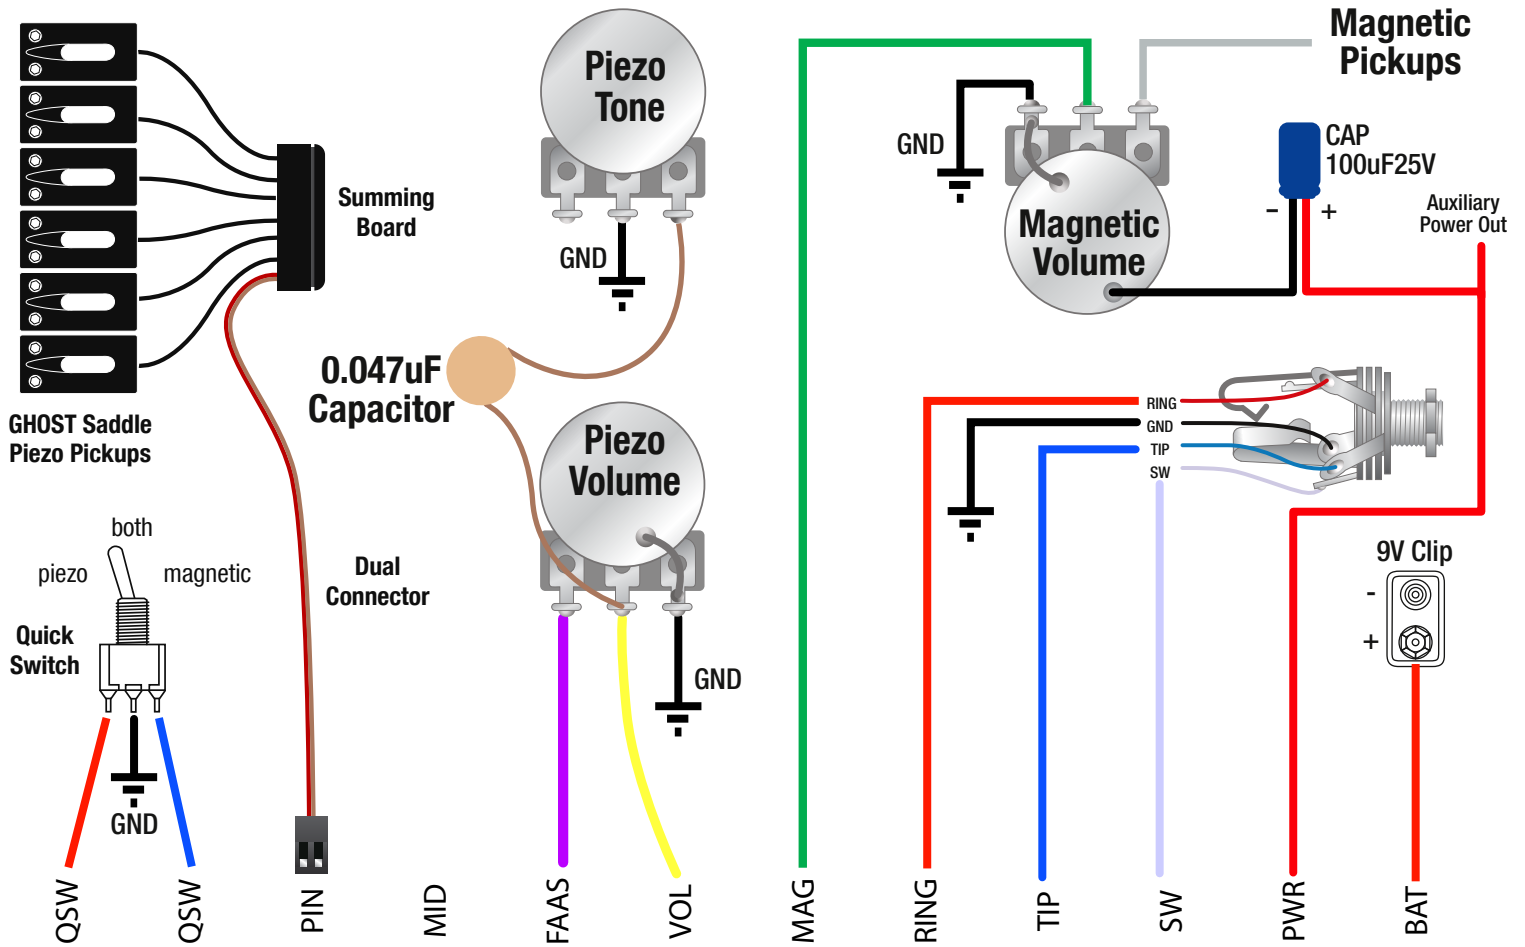 Piezo
Tone
Magnetic
Pickups
GND
CAP
100uF25V
- +
Auxiliary
Power Out
Summing
Board
GND
Magnetic
Volume
0.047uF
Capacitor
GHOST Saddle
Piezo Pickups
Piezo
Volume
RING
GND
TIP
SW
both
piezo
magnetic
Quick
Switch
Dual
Connector
9V Clip
-
+
GND
GND
QSW
QSW
PIN
MID
FAAS
VOL
MAG
RING
TIP
SW
PWR
BAT